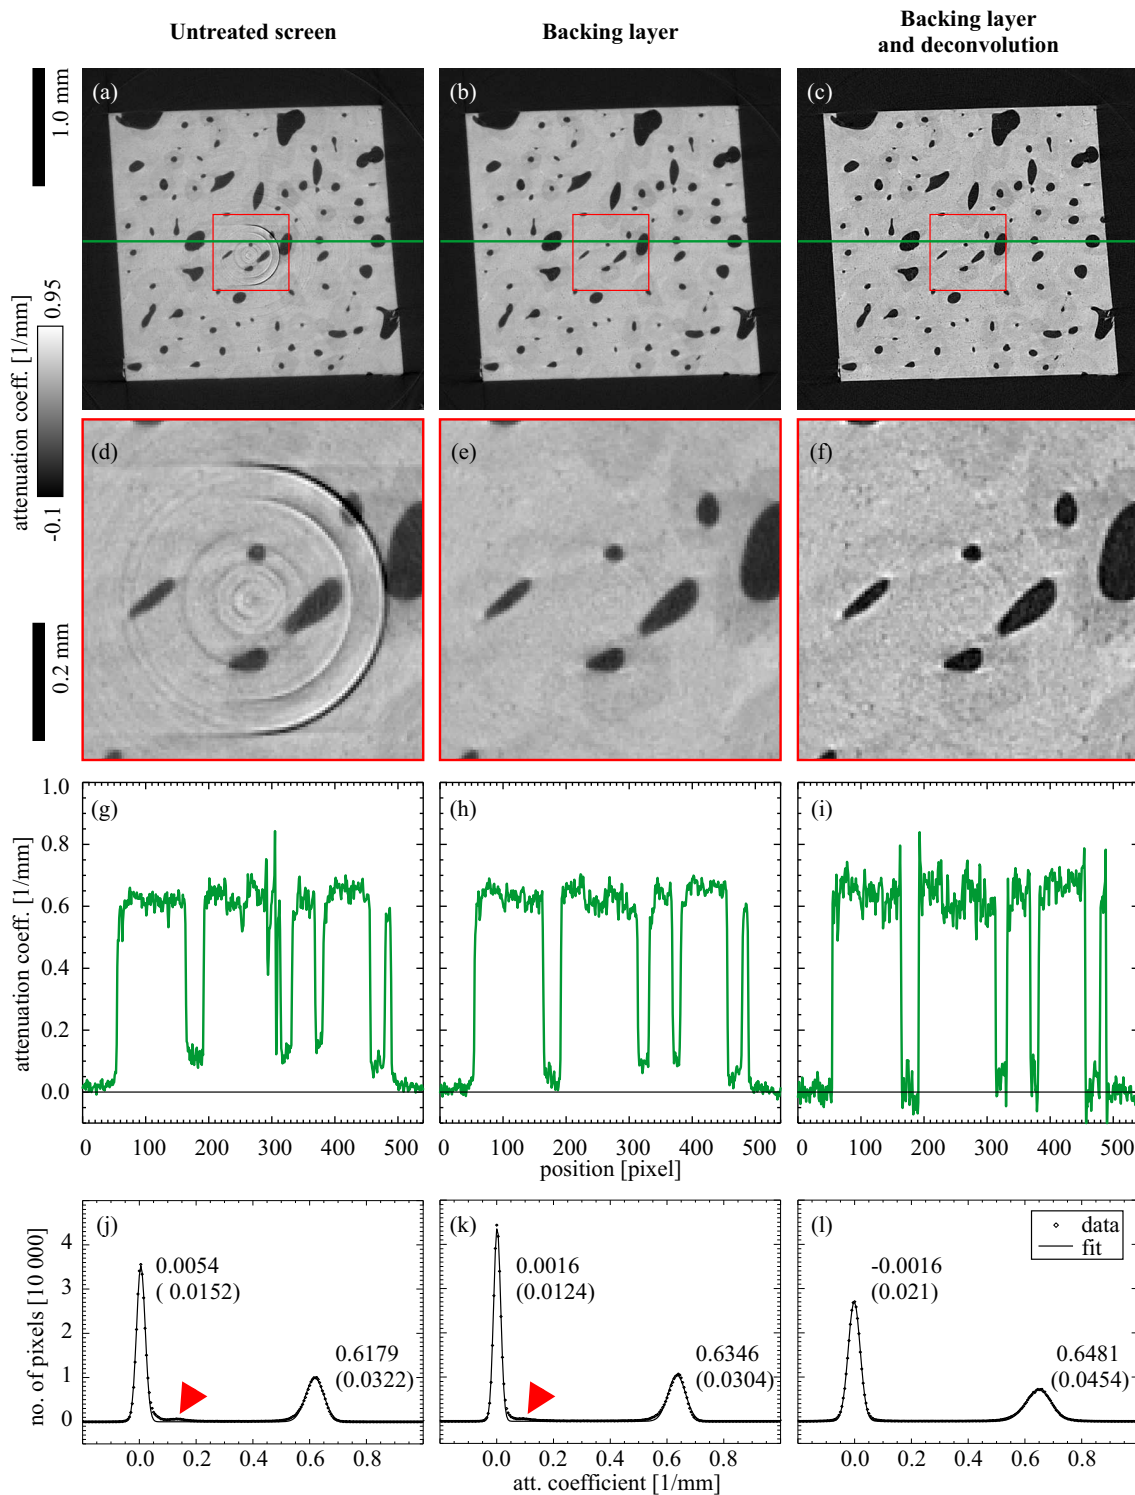 Untreated screen
Backing layer
Backing layer
and deconvolution
1.0 mm
(a)
(b)
(c)
attenuation coeff. [1/mm]
-0.1
0.95
(d)
(e)
(f)
0.2 mm
attenuation coeff. [1/mm]
1.0
0.8
0.6
0.4
0.2
0.0
(g)
(h)
(i)
0 100 200 300 400 500
0 100 200 300 400 500
0 100 200 300 400 500
position [pixel]
no. of pixels [10 000]
4
3
2
1
0
(j)
0.0054
( 0.0152)
0.6179
(0.0322)
(k)
0.0016
(0.0124)
0.6346
(0.0304)
(l)
data
fit
-0.0016
(0.021)
0.6481
(0.0454)
0.0 0.2 0.4 0.6 0.8
0.0 0.2 0.4 0.6 0.8
0.0 0.2 0.4 0.6 0.8
att. coefficient [1/mm]